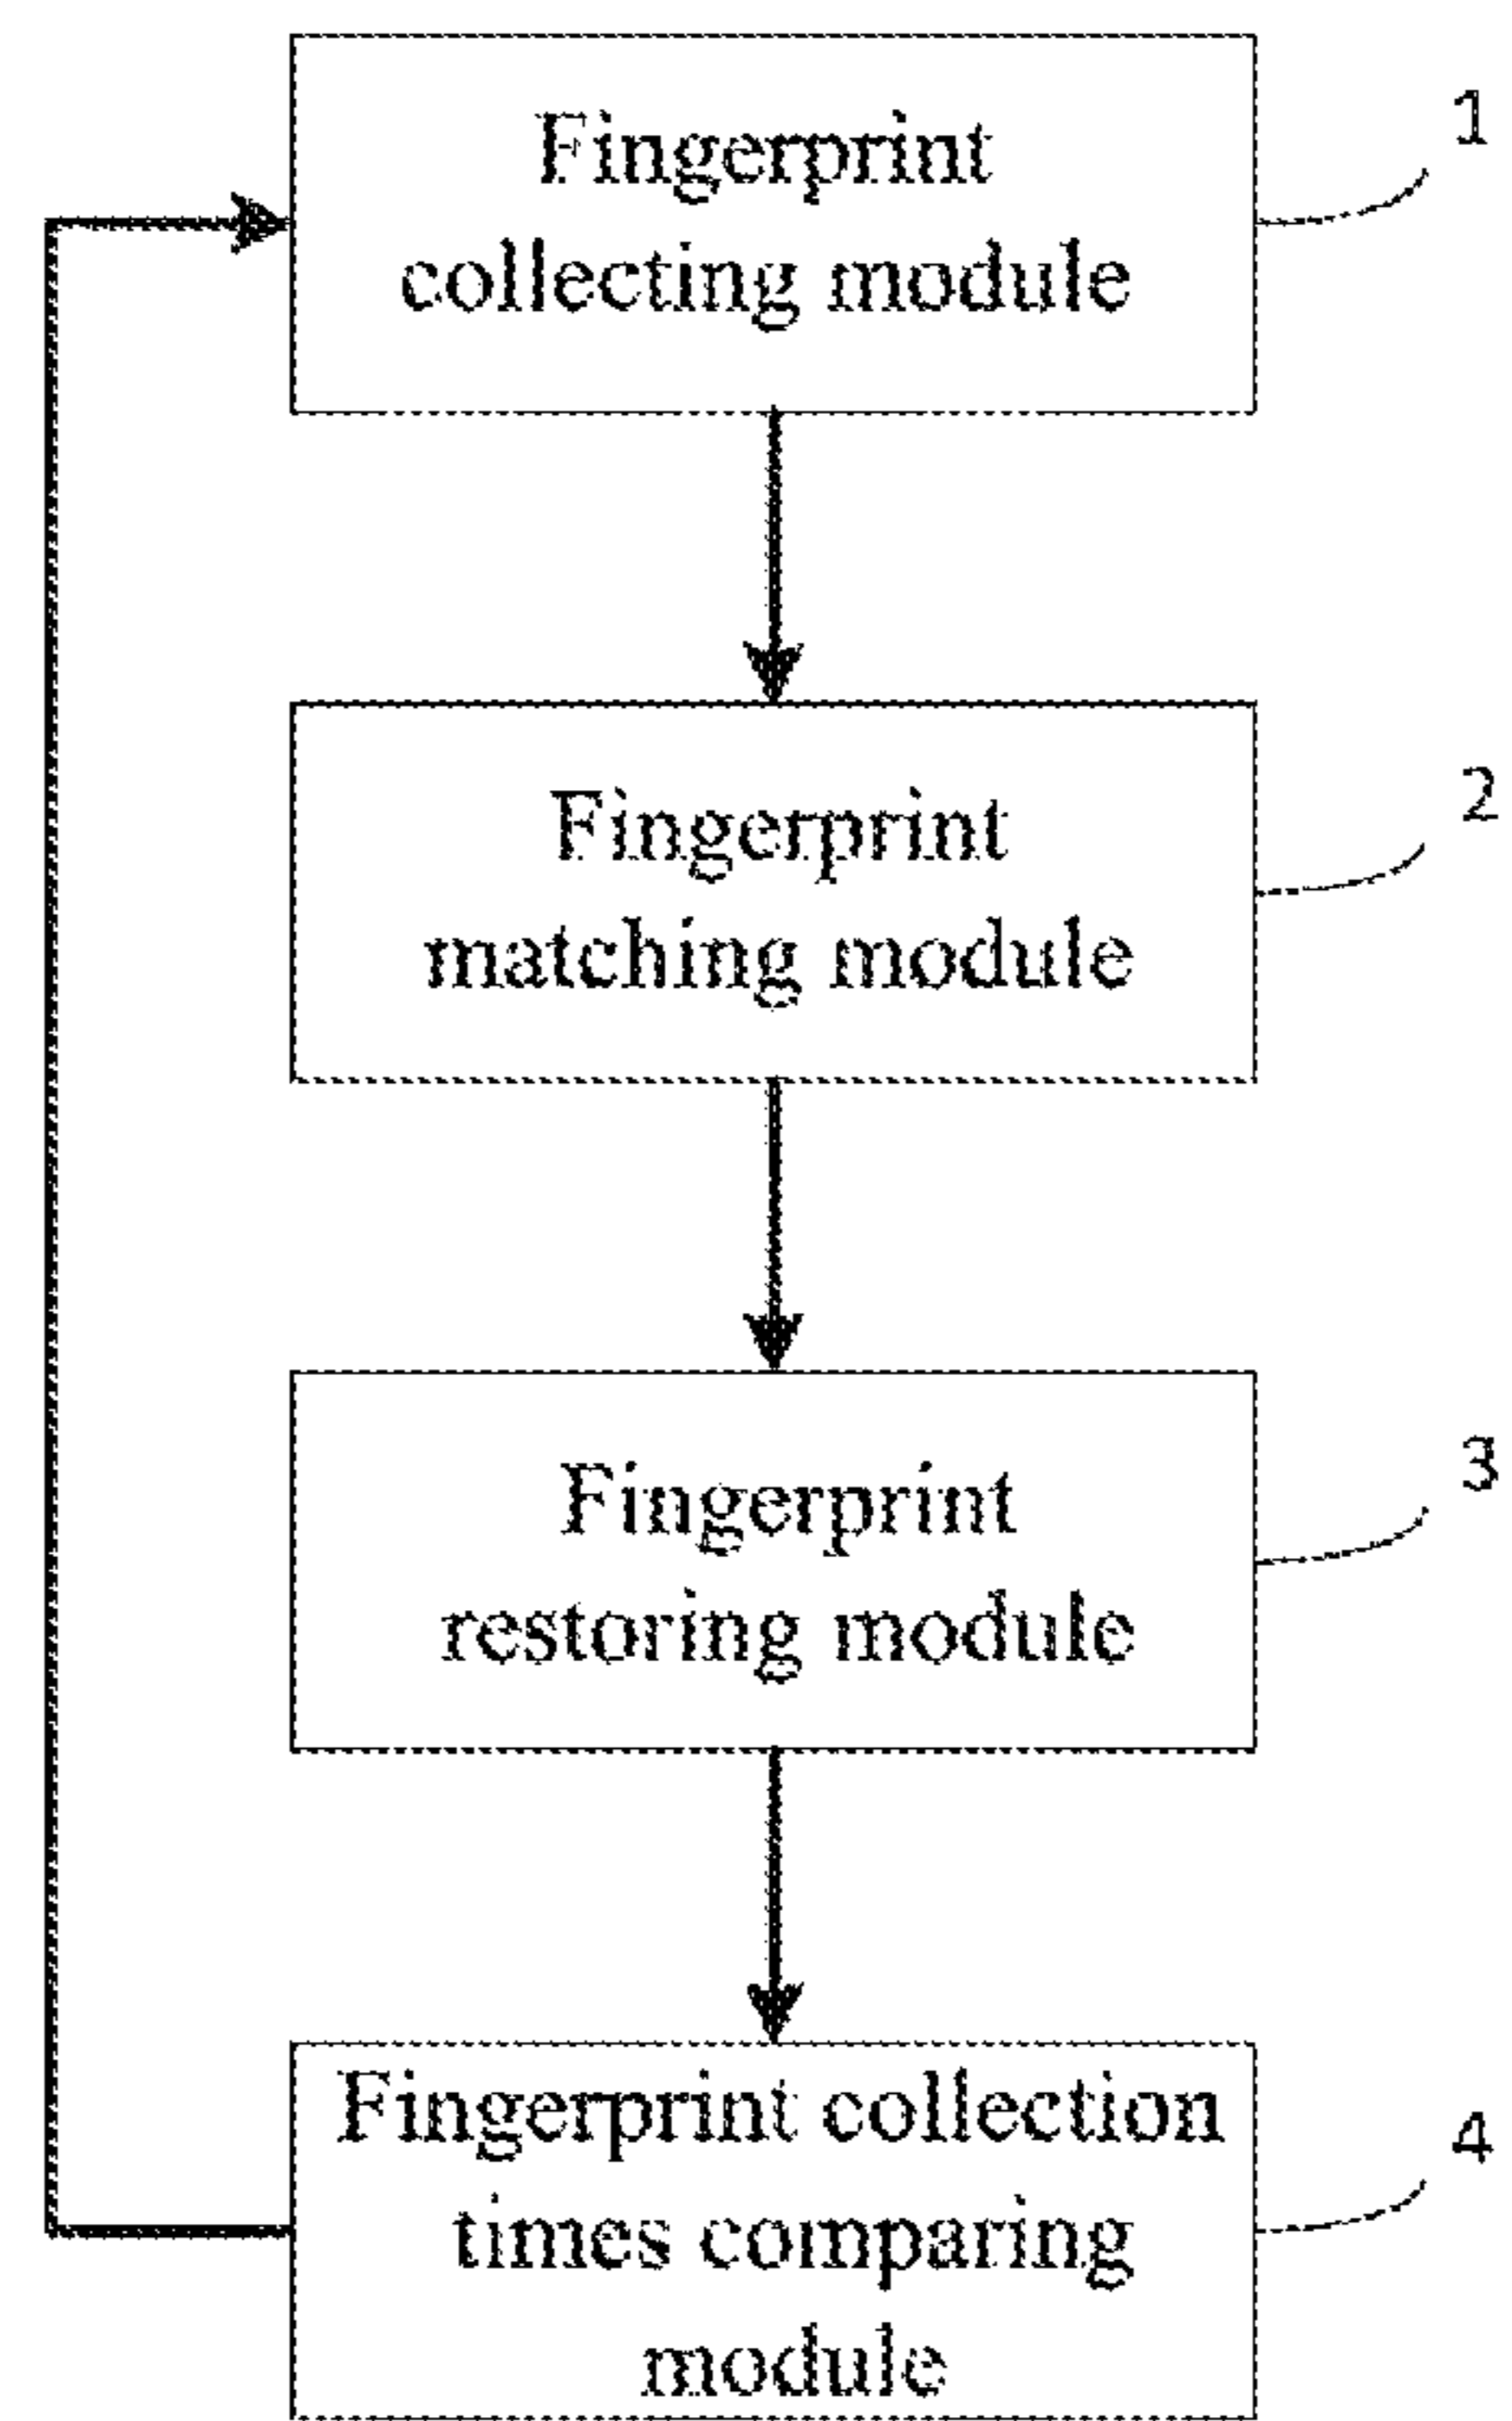 Fingerprint
collecting module
1
Fingerprint
matching module
2
Fingerprint
restoring module
3
Fingerprint collection
times comparing
module
4